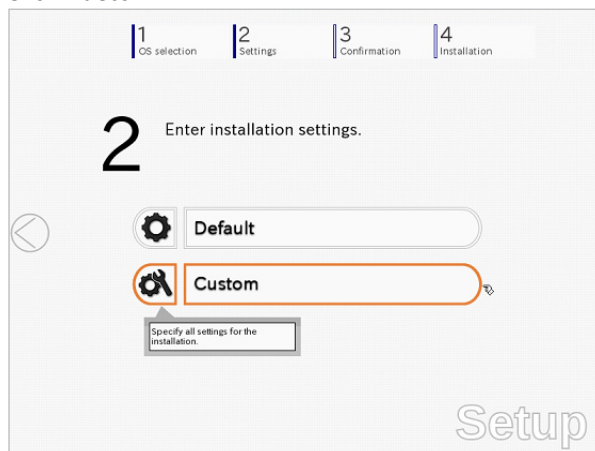 1
OS selection
2
Settings
3
Confirmation
4
Installation
2
Enter installation settings.
Default
Custom
Specify all settings for the
installation.
Setup